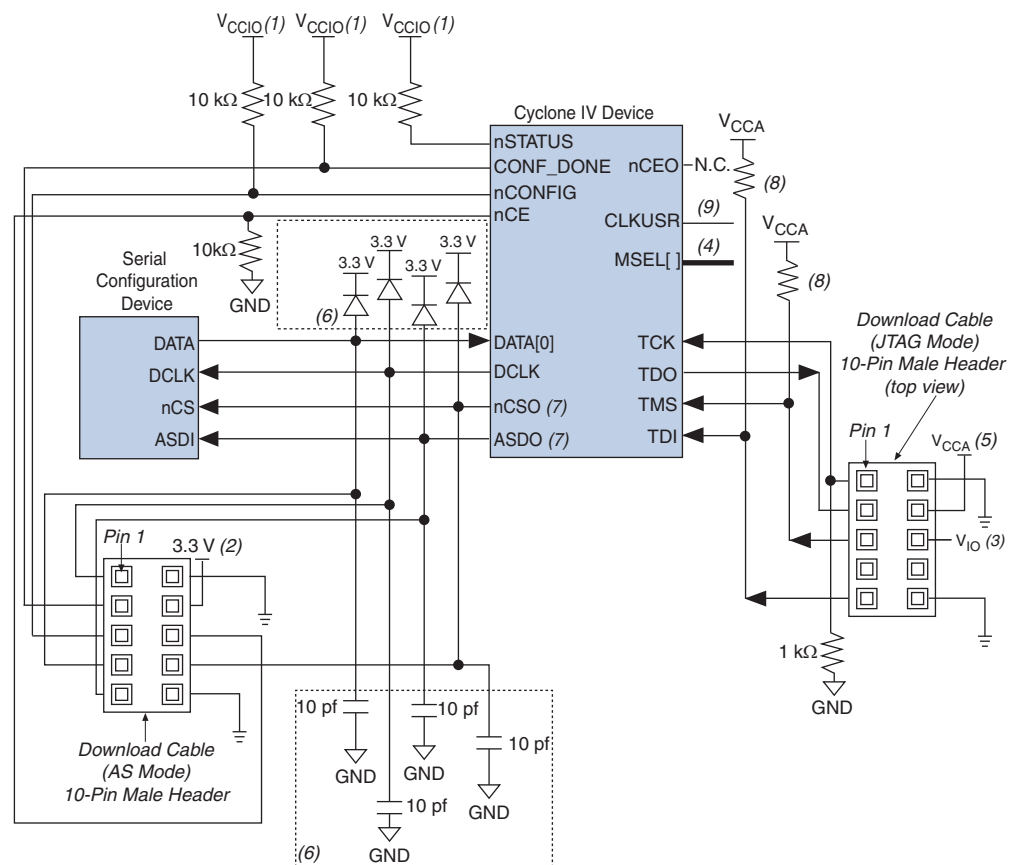 VCCIO (1) VCCIO (1) VCCIO (1)
10 kΩ 10 kΩ 10 kΩ
Cyclone IV Device
nSTATUS
CONF_DONE
nCONFIG
nCE
nCEO N.C.
CLKUSR (9)
MSEL[ ] (4)
VCCA
(8)
VCCA
(8)
10kΩ
GND
3.3 V 3.3 V 3.3 V 3.3 V
(6)
Serial
Configuration
Device
DATA
DCLK
nCS
ASDI
DATA[0]
DCLK
nCSO (7)
ASDO (7)
TCK
TDO
TMS
TDI
Download Cable
(JTAG Mode)
10-Pin Male Header
(top view)
Pin 1
VCCA (5)
VIO (3)
1 kΩ
GND
Pin 1
3.3 V (2)
Download Cable
(AS Mode)
10-Pin Male Header
10 pf
GND
10 pf
GND
10 pf
GND
10 pf
GND
(6)